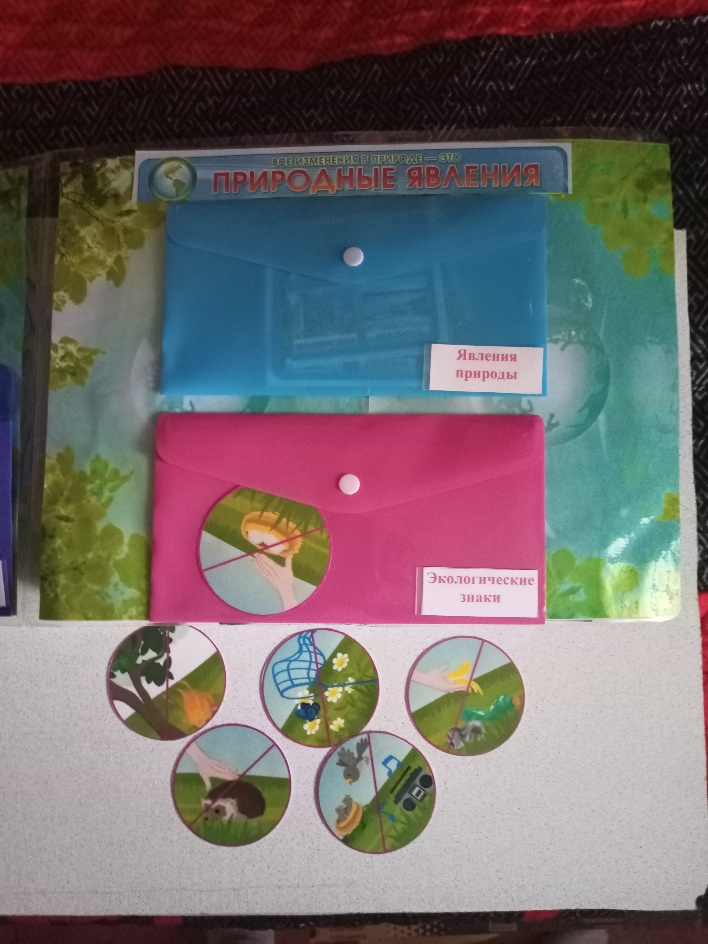 ВСЕ ИЗМЕНЕНИЯ В ПРИРОДЕ — ЭТО
ПРИРОДНЫЕ ЯВЛЕНИЯ
Явления
природы
Экологические
знаки